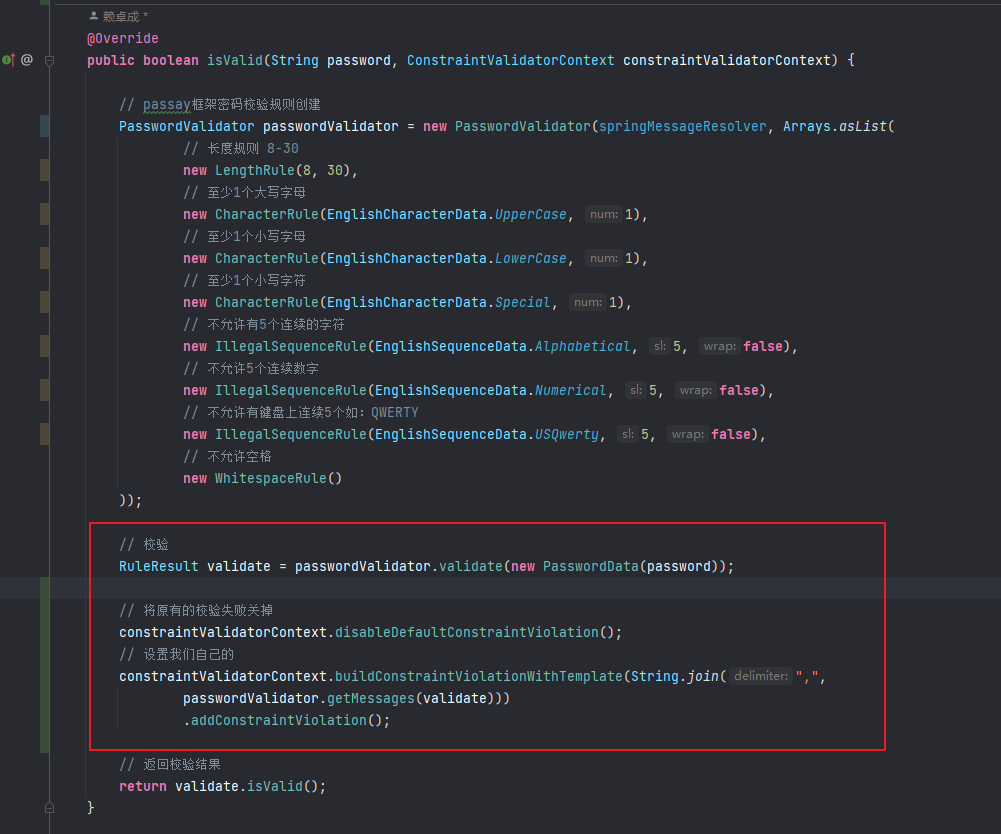 赖卓成 *
@Override
@ public boolean isValid(String password, ConstraintValidatorContext constraintValidatorContext) {
// passay框架密码校验规则创建
PasswordValidator passwordValidator = new PasswordValidator(springMessageResolver, Arrays.asList(
// 长度规则 8-30
new LengthRule(8, 30),
// 至少1个大写字母
new CharacterRule(EnglishCharacterData.UpperCase, num: 1),
// 至少1个小写字母
new CharacterRule(EnglishCharacterData.LowerCase, num: 1),
// 至少1个小写字符
new CharacterRule(EnglishCharacterData.Special, num: 1),
// 不允许有5个连续的字符
new IllegalSequenceRule(EnglishSequenceData.Alphabetical, sl: 5, wrap: false),
// 不允许5个连续数字
new IllegalSequenceRule(EnglishSequenceData.Numerical, sl: 5, wrap: false),
// 不允许有键盘上连续5个如：QWERTY
new IllegalSequenceRule(EnglishSequenceData.USQwerty, sl: 5, wrap: false),
// 不允许空格
new WhitespaceRule()
));
// 校验
RuleResult validate = passwordValidator.validate(new PasswordData(password));
// 将原有的校验失败关掉
constraintValidatorContext.disableDefaultConstraintViolation();
// 设置我们自己的
constraintValidatorContext.buildConstraintViolationWithTemplate(String.join( delimiter: ",",
passwordValidator.getMessages(validate)))
.addConstraintViolation();
// 返回校验结果
return validate.isValid();
}